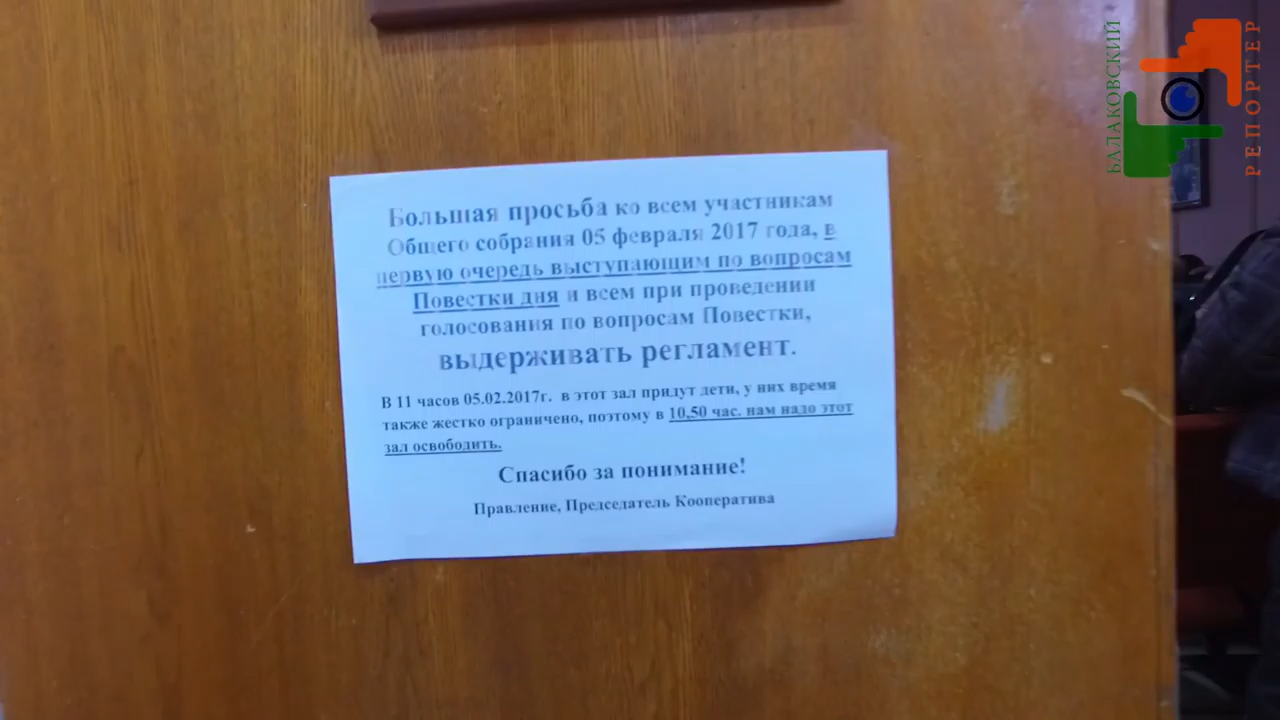 Большая просьба ко всем участникам
Общего собрания 05 февраля 2017 года, в
первую очередь выступающим по вопросам
Повестки дня и всем при проведении
голосования по вопросам Повестки,
выдерживать регламент.
В 11 часов 05.02.2017г. в этот зал придут дети, у них время
также жестко ограничено, поэтому в 10,50 час. нам надо этот
зал освободить.
Спасибо за понимание!
Правление, Председатель Кооператива
БАЛАКОВСКИЙ
РЕПОРТЕР